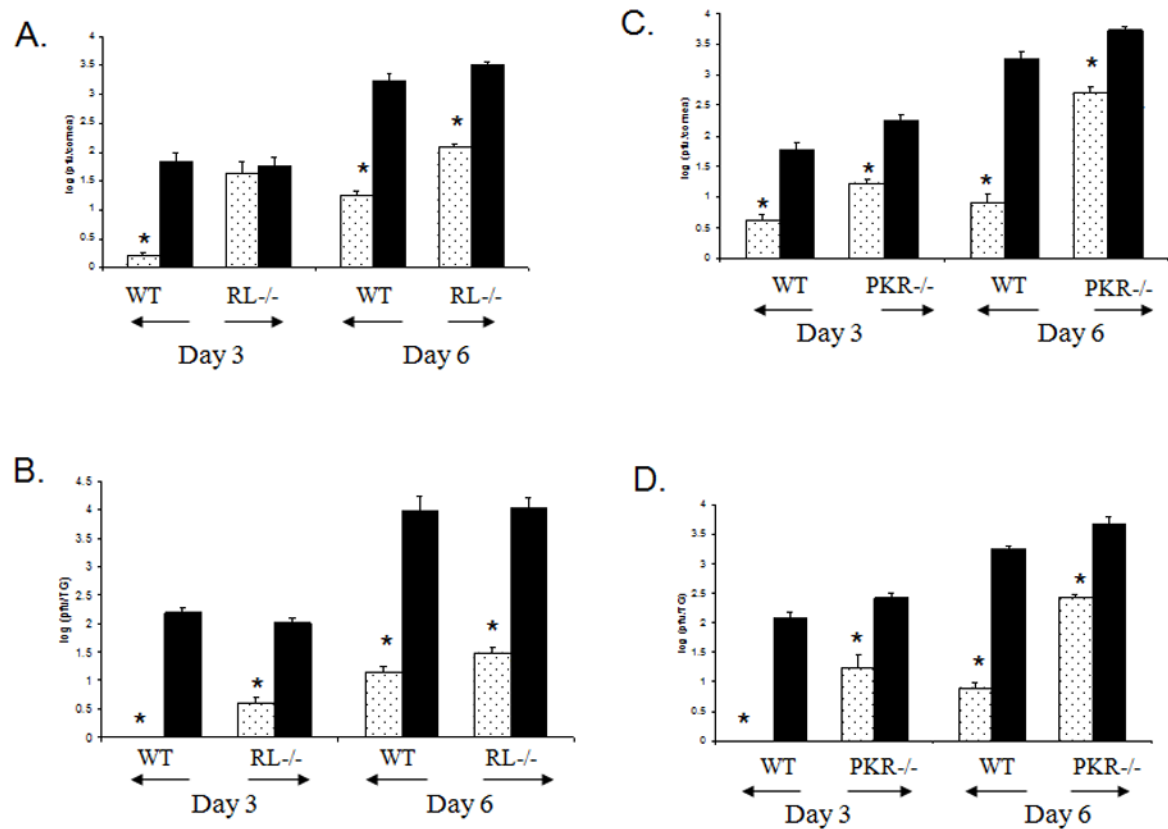 A.
4
3.5
3
2.5
2
1.5
1
0.5
0
log (pfu/cornea)
* * *
WT RL-/- WT RL-/-
Day 3 Day 6
B.
4.5
4
3.5
3
2.5
2
1.5
1
0.5
0
log (pfu/TG)
* * * *
WT RL-/- WT RL-/-
Day 3 Day 6
C.
4
3.5
3
2.5
2
1.5
1
0.5
0
log (pfu/cornea)
* * * *
WT PKR-/- WT PKR-/-
Day 3 Day 6
D.
4
3.5
3
2.5
2
1.5
1
0.5
0
log (pfu/TG)
* * * *
WT PKR-/- WT PKR-/-
Day 3 Day 6